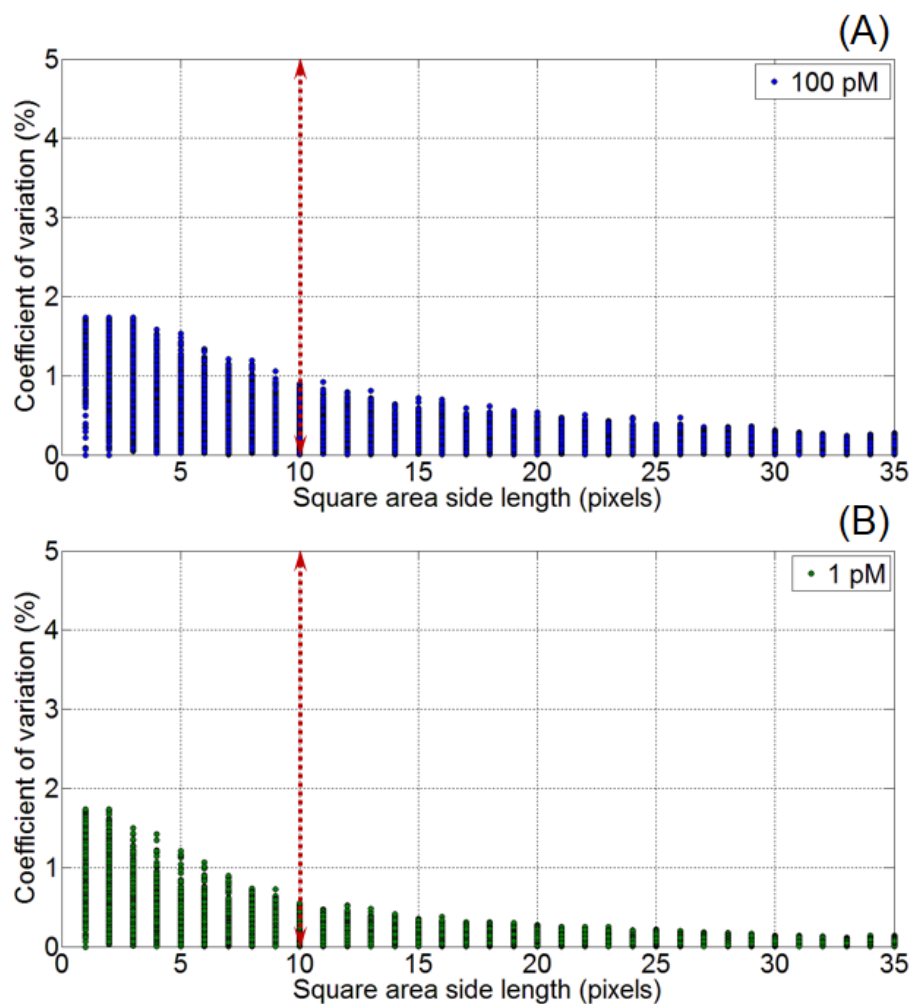 (A)
5
4
3
2
1
0
Coefficient of variation (%)
100 pM
0 5 10 15 20 25 30 35
Square area side length (pixels)
(B)
5
4
3
2
1
0
Coefficient of variation (%)
1 pM
0 5 10 15 20 25 30 35
Square area side length (pixels)